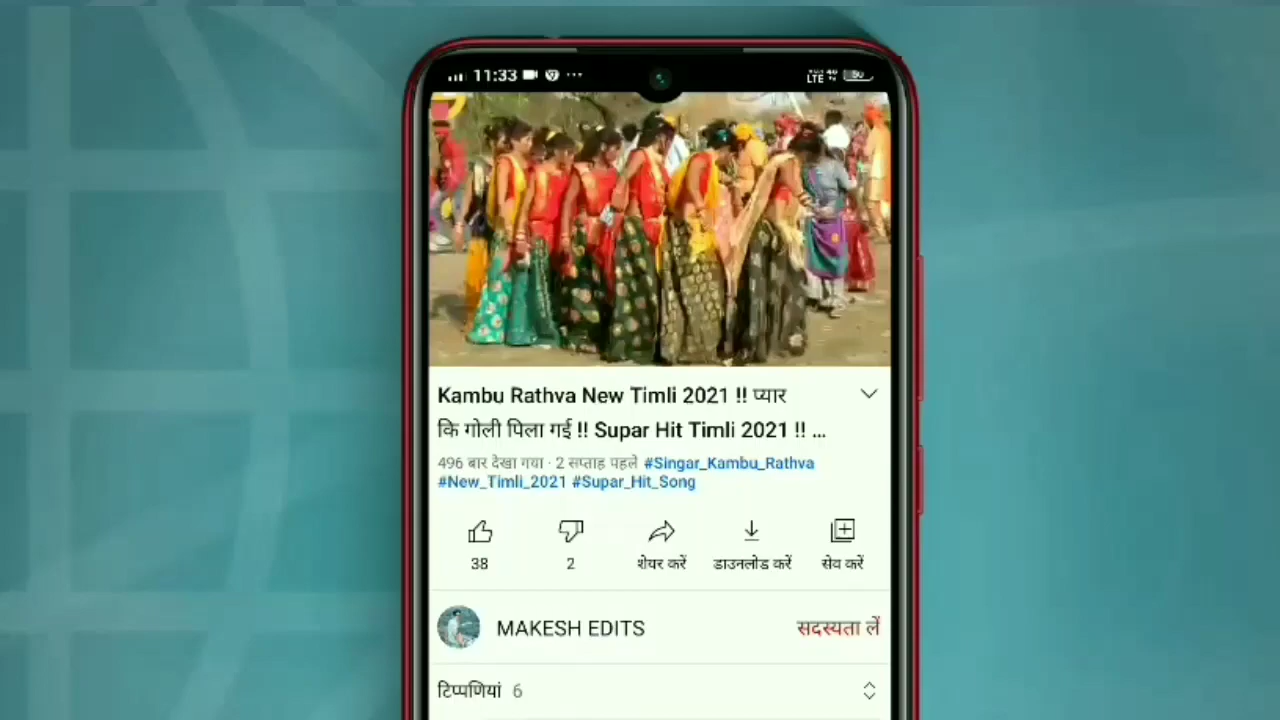 11:33
LTE
Kambu Rathva New Timli 2021 !! प्यार
कि गोली पिला गई !! Supar Hit Timli 2021 !! ...
496 बार देखा गया · 2 सप्ताह पहले #Singar_Kambu_Rathva
#New_Timli_2021 #Supar_Hit_Song
38 2 शेयर करें डाउनलोड करें सेव करें
MAKESH EDITS सदस्यता लें
टिप्पणियां 6